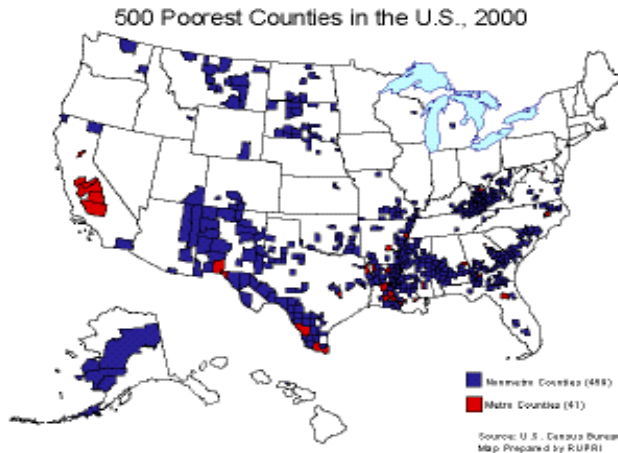 500 Poorest Counties in the U.S., 2000
Nonmetro Counties (459)
Metro Counties (41)
Source: U.S. Census Bureau
Map Prepared by RUPRI